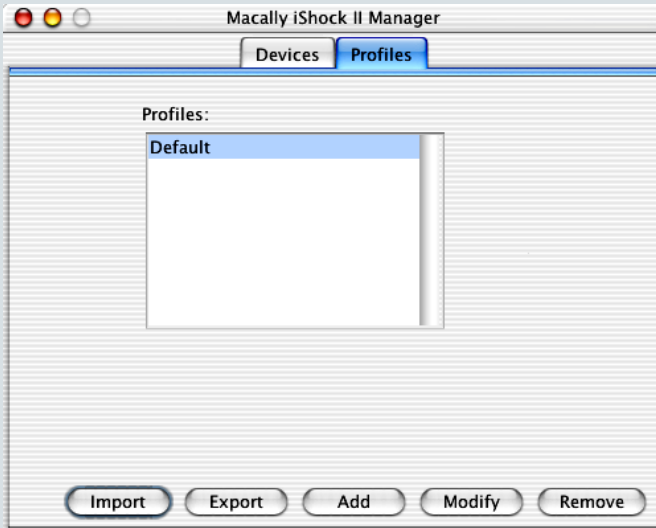 Macally iShock II Manager
Devices Profiles
Profiles:
Default
Import Export Add Modify Remove